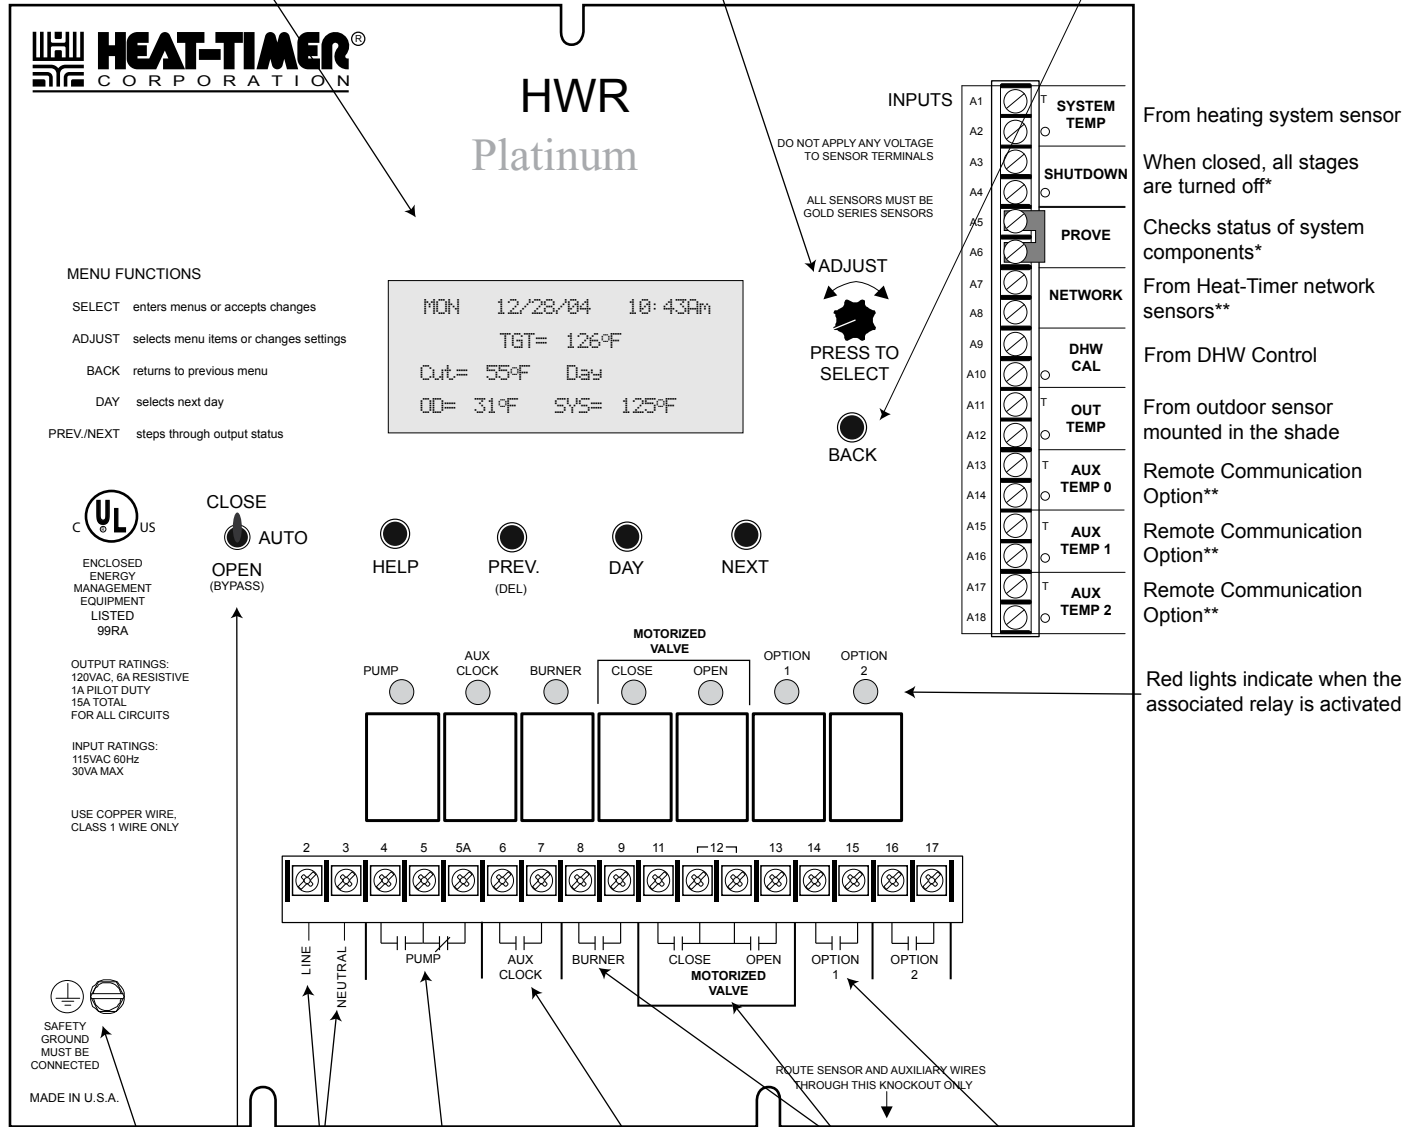 HEAT-TIMER®
CORPORATION
HWR
Platinum
INPUTS
DO NOT APPLY ANY VOLTAGE
TO SENSOR TERMINALS
ALL SENSORS MUST BE
GOLD SERIES SENSORS
A1 T SYSTEM
TEMP
A2
From heating system sensor
A3 SHUTDOWN
A4
When closed, all stages
are turned off*
A5 PROVE
A6
Checks status of system
components*
A7 NETWORK
A8
From Heat-Timer network
sensors**
A9 DHW
CAL
A10
From DHW Control
A11 T OUT
TEMP
A12
From outdoor sensor
mounted in the shade
A13 T AUX
TEMP 0
A14
Remote Communication
Option**
A15 T AUX
TEMP 1
A16
Remote Communication
Option**
A17 T AUX
TEMP 2
A18
Remote Communication
Option**
MENU FUNCTIONS
SELECT enters menus or accepts changes
ADJUST selects menu items or changes settings
BACK returns to previous menu
DAY selects next day
PREV./NEXT steps through output status
MON 12/28/04 10:43Am
TGT= 126°F
Cut= 55°F Day
OD= 31°F SYS= 125°F
ADJUST
PRESS TO
SELECT
BACK
C UL US
ENCLOSED
ENERGY
MANAGEMENT
EQUIPMENT
LISTED
99RA
CLOSE
AUTO
OPEN
(BYPASS)
HELP
PREV.
(DEL)
DAY
NEXT
OUTPUT RATINGS:
120VAC, 6A RESISTIVE
1A PILOT DUTY
15A TOTAL
FOR ALL CIRCUITS
INPUT RATINGS:
115VAC 60Hz
30VA MAX
USE COPPER WIRE,
CLASS 1 WIRE ONLY
MOTORIZED
VALVE
PUMP
AUX
CLOCK
BURNER
CLOSE
OPEN
OPTION
1
OPTION
2
Red lights indicate when the
associated relay is activated
2 3 4 5 5A 6 7 8 9 11 12 13 14 15 16 17
LINE
NEUTRAL
PUMP
AUX
CLOCK
BURNER
CLOSE
OPEN
MOTORIZED
VALVE
OPTION
1
OPTION
2
SAFETY
GROUND
MUST BE
CONNECTED
MADE IN U.S.A.
ROUTE SENSOR AND AUXILIARY WIRES
THROUGH THIS KNOCKOUT ONLY